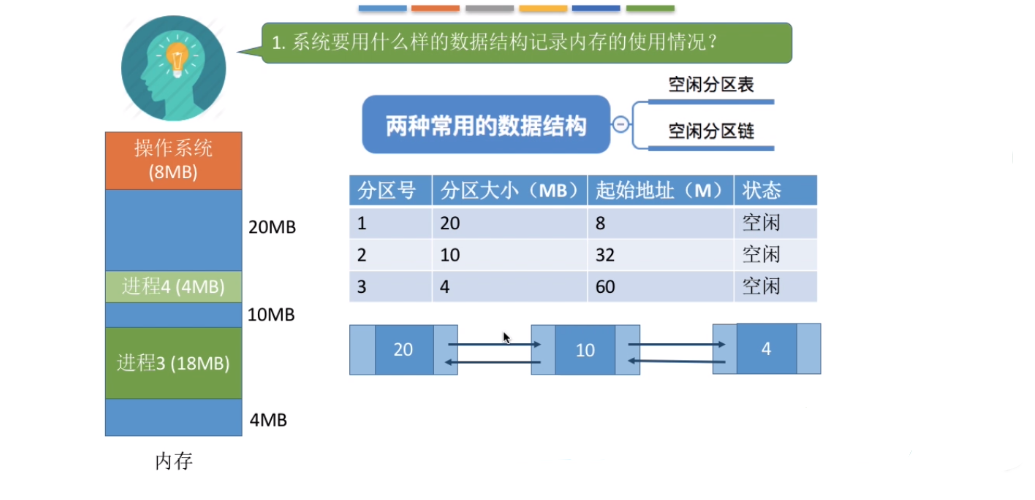 1. 系统要用什么样的数据结构记录内存的使用情况？
两种常用的数据结构
空闲分区表
空闲分区链
操作系统
(8MB)
20MB
进程4 (4MB)
10MB
进程3 (18MB)
4MB
内存
分区号 分区大小（MB） 起始地址（M） 状态
1 20 8 空闲
2 10 32 空闲
3 4 60 空闲
20 10 4